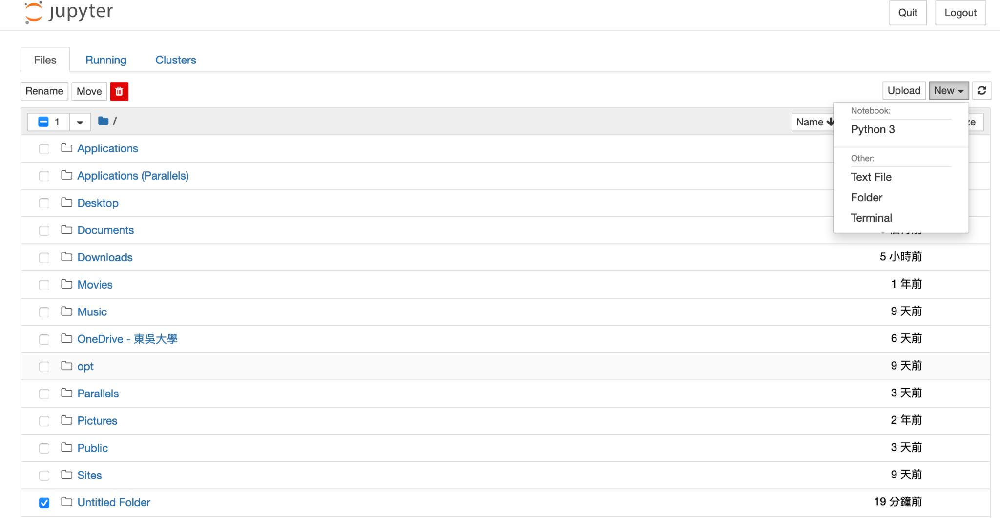 jupyter
Quit
Logout
Files
Running
Clusters
Rename
Move
Upload
New
1
/
Name
Notebook:
Python 3
Other:
Text File
Folder
Terminal
Applications
Applications (Parallels)
Desktop
Documents
Downloads
5 小時前
Movies
1 年前
Music
9 天前
OneDrive - 東吳大學
6 天前
opt
9 天前
Parallels
3 天前
Pictures
2 年前
Public
3 天前
Sites
9 天前
Untitled Folder
19 分鐘前